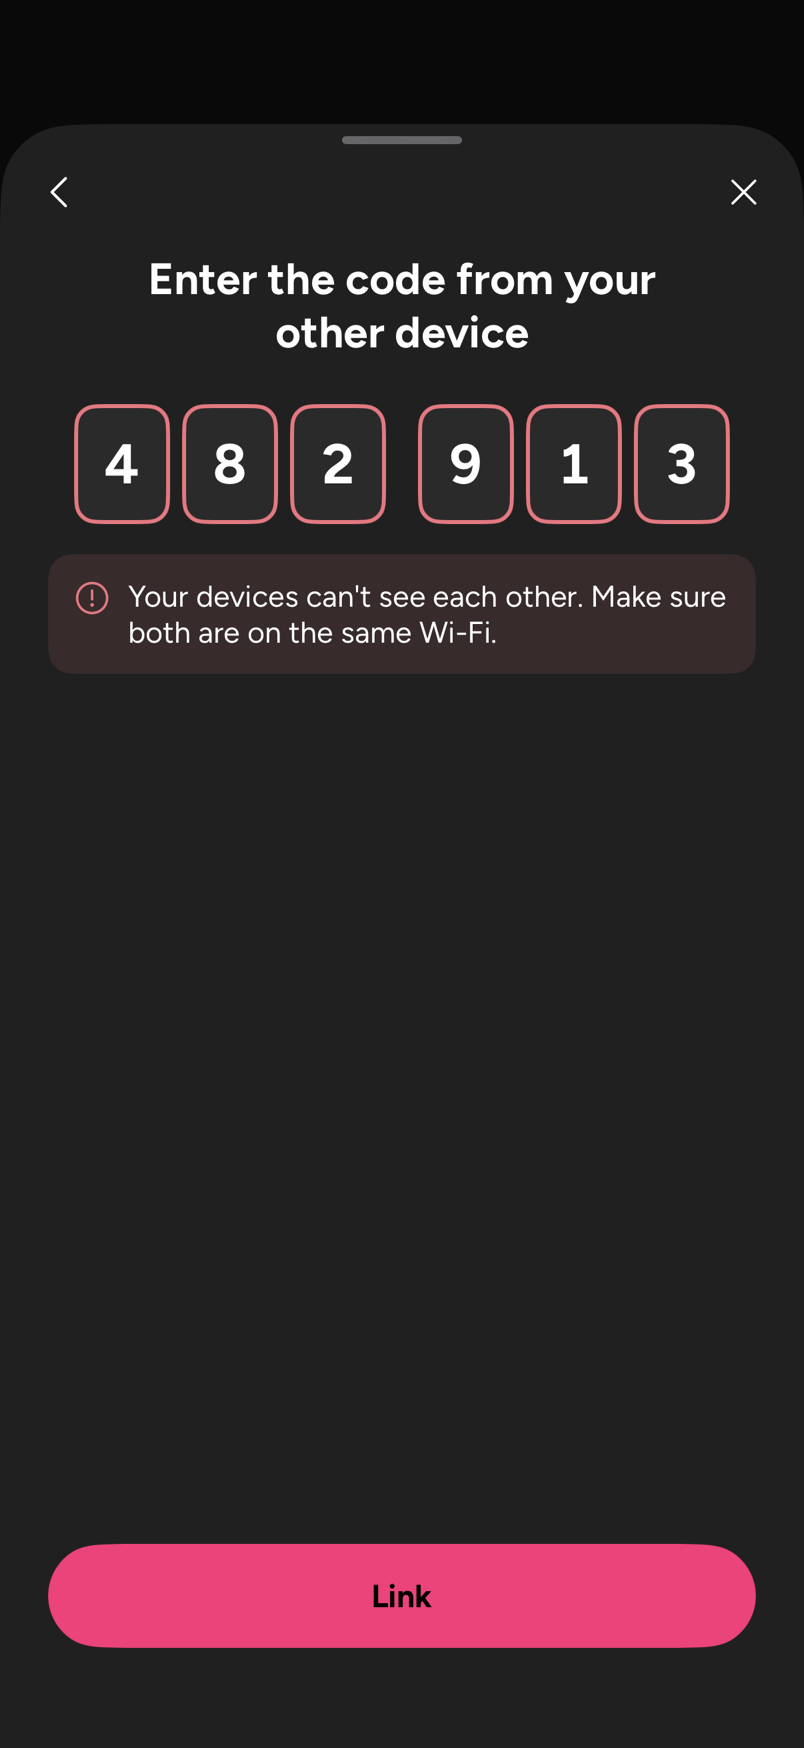 Enter the code from your
other device
4 8 2 9 1 3
Your devices can't see each other. Make sure
both are on the same Wi-Fi.
Link